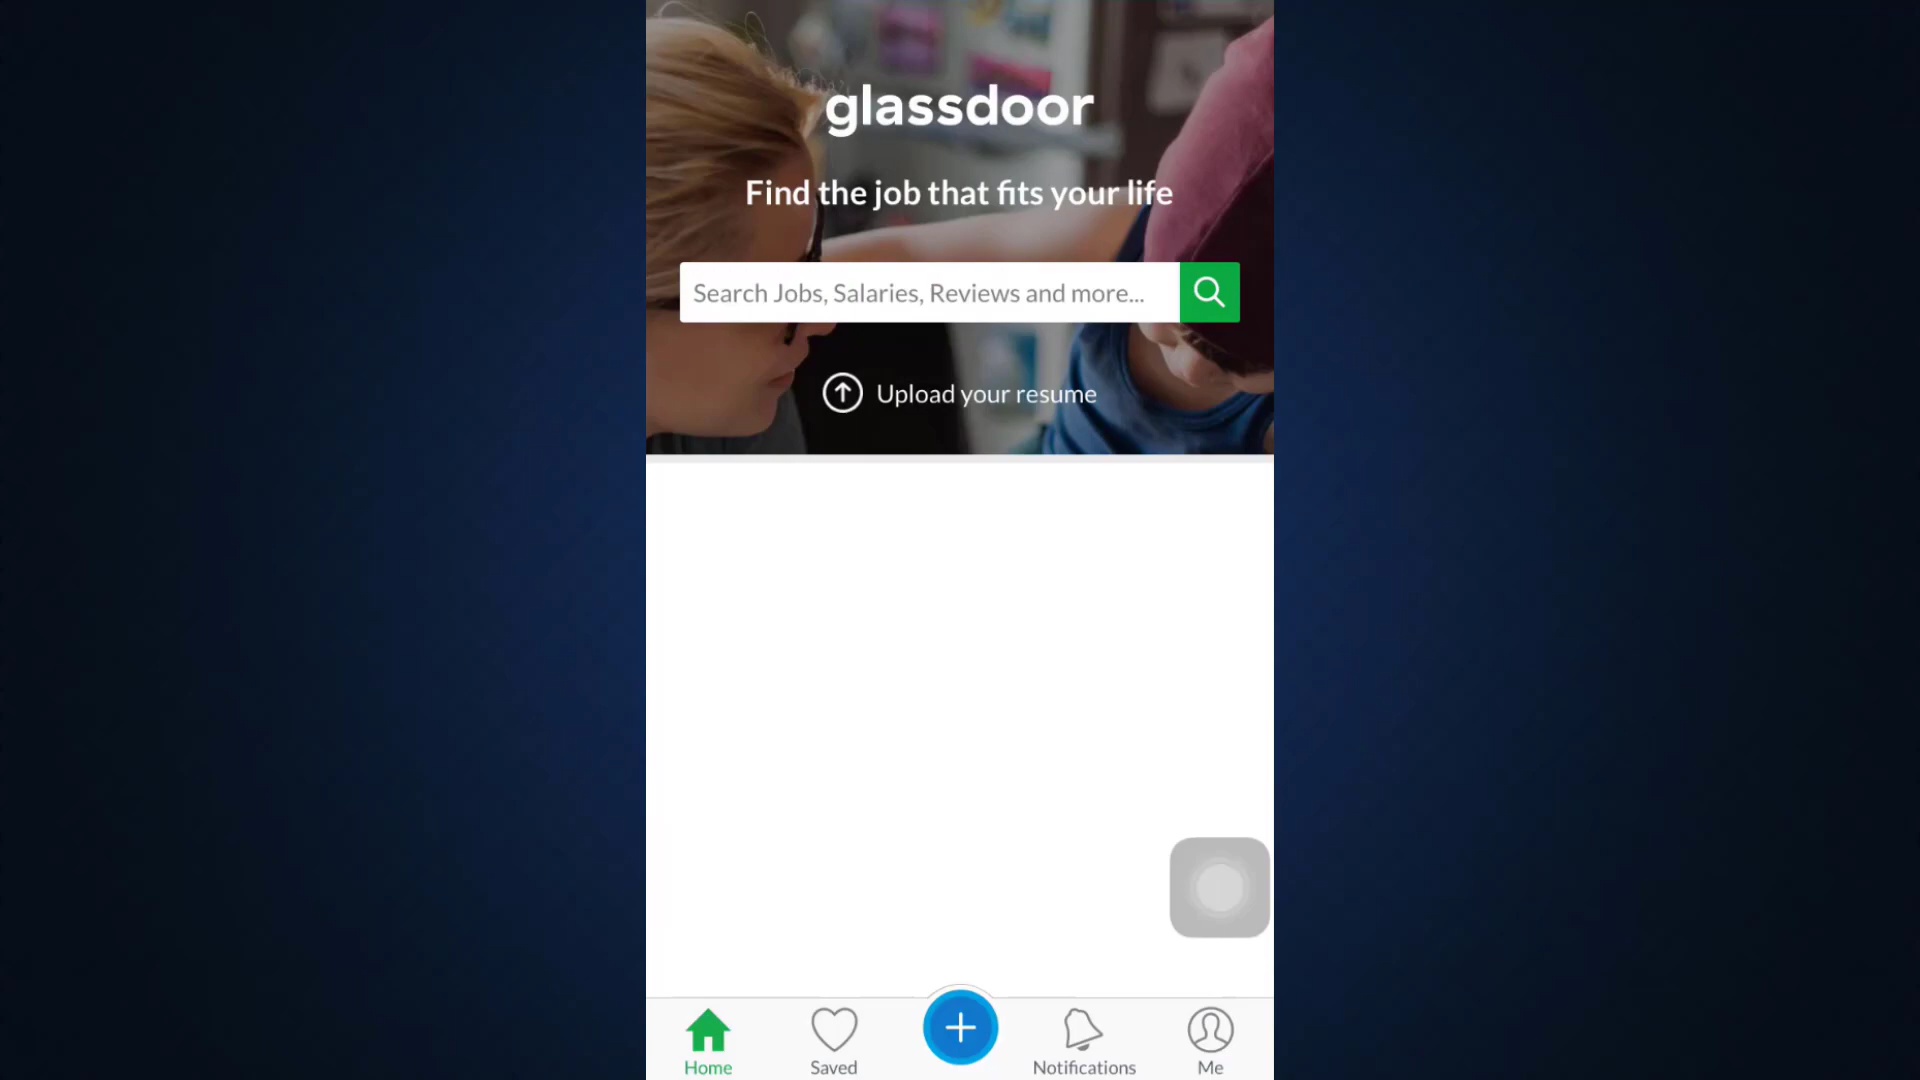 glassdoor
Find the job that fits your life
Search Jobs, Salaries, Reviews and more...
Upload your resume
Home
Saved
Notifications
Me